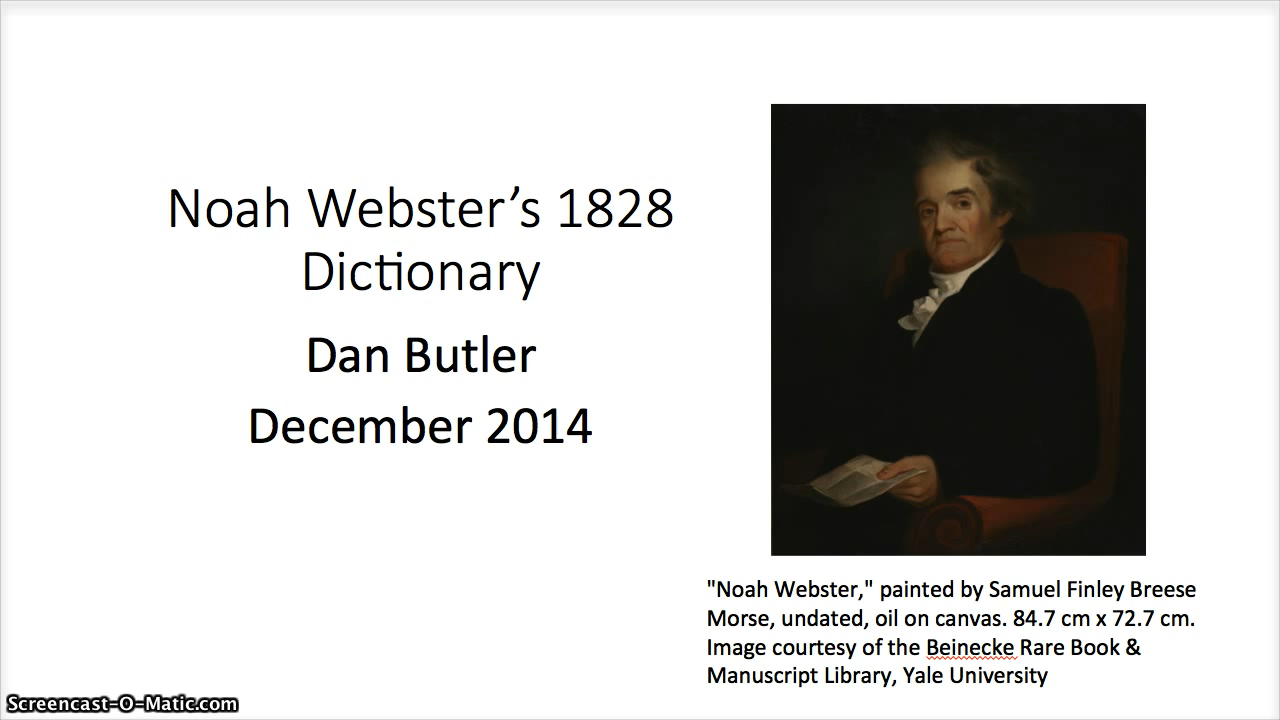 Noah Webster’s 1828
Dictionary
Dan Butler
December 2014
"Noah Webster," painted by Samuel Finley Breese
Morse, undated, oil on canvas. 84.7 cm x 72.7 cm.
Image courtesy of the Beinecke Rare Book &
Manuscript Library, Yale University
Screencast-O-Matic.com